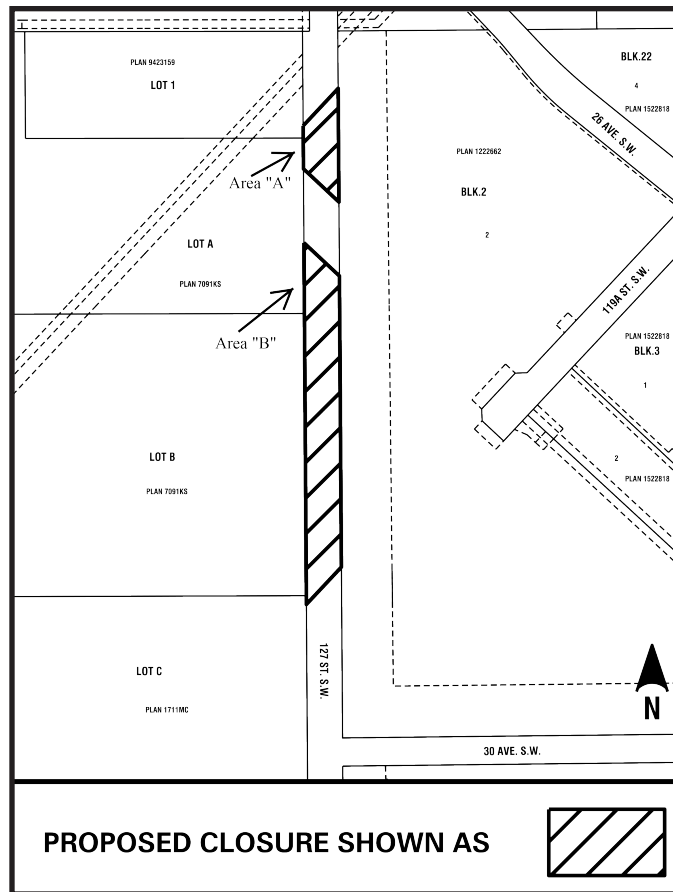 PLAN 9423159
LOT 1
BLK.22
4
PLAN 1522818
26 AVE. S.W.
PLAN 1222662
BLK.2
2
Area "A"
LOT A
PLAN 7091KS
119A ST. S.W.
Area "B"
PLAN 1522818
BLK.3
1
LOT B
PLAN 7091KS
2
PLAN 1522818
127 ST. S.W.
LOT C
PLAN 1711MC
N
30 AVE. S.W.
PROPOSED CLOSURE SHOWN AS